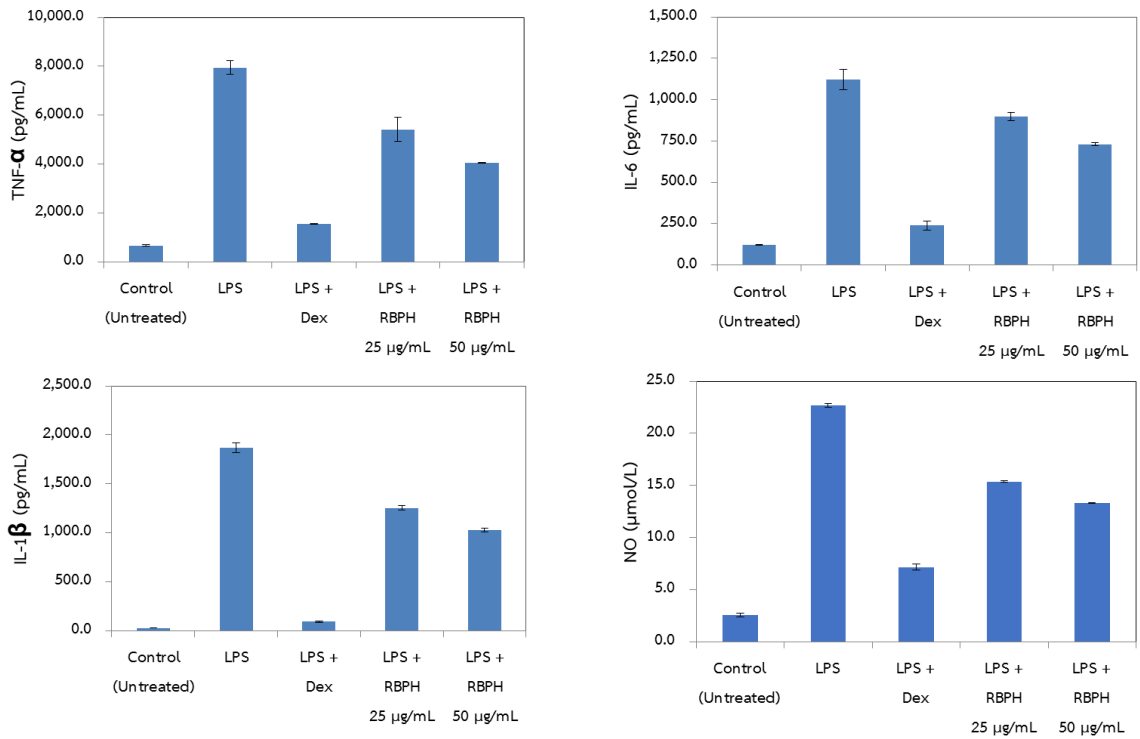 10,000.0
8,000.0
6,000.0
4,000.0
2,000.0
0.0
TNF-α (pg/mL)
Control LPS LPS + LPS + LPS +
(Untreated) Dex RBPH RBPH
25 µg/mL 50 µg/mL
1,500.0
1,250.0
1,000.0
750.0
500.0
250.0
0.0
IL-6 (pg/mL)
Control LPS LPS + LPS + LPS +
(Untreated) Dex RBPH RBPH
25 µg/mL 50 µg/mL
2,500.0
2,000.0
1,500.0
1,000.0
500.0
0.0
IL-1β (pg/mL)
Control LPS LPS + LPS + LPS +
(Untreated) Dex RBPH RBPH
25 µg/mL 50 µg/mL
25.0
20.0
15.0
10.0
5.0
0.0
NO (µmol/L)
Control LPS LPS + LPS + LPS +
(Untreated) Dex RBPH RBPH
25 µg/mL 50 µg/mL